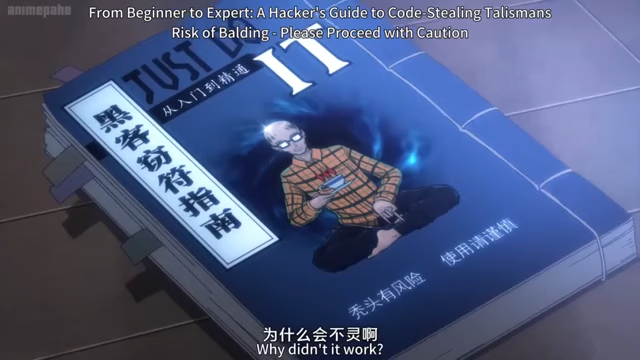 animepahe
From Beginner to Expert: A Hacker's Guide to Code-Stealing Talismans
Risk of Balding - Please Proceed with Caution
JUST DO
IT
从入门到精通
黑客窃符指南
秃头有风险 使用请谨慎
为什么会不灵啊
Why didn't it work?